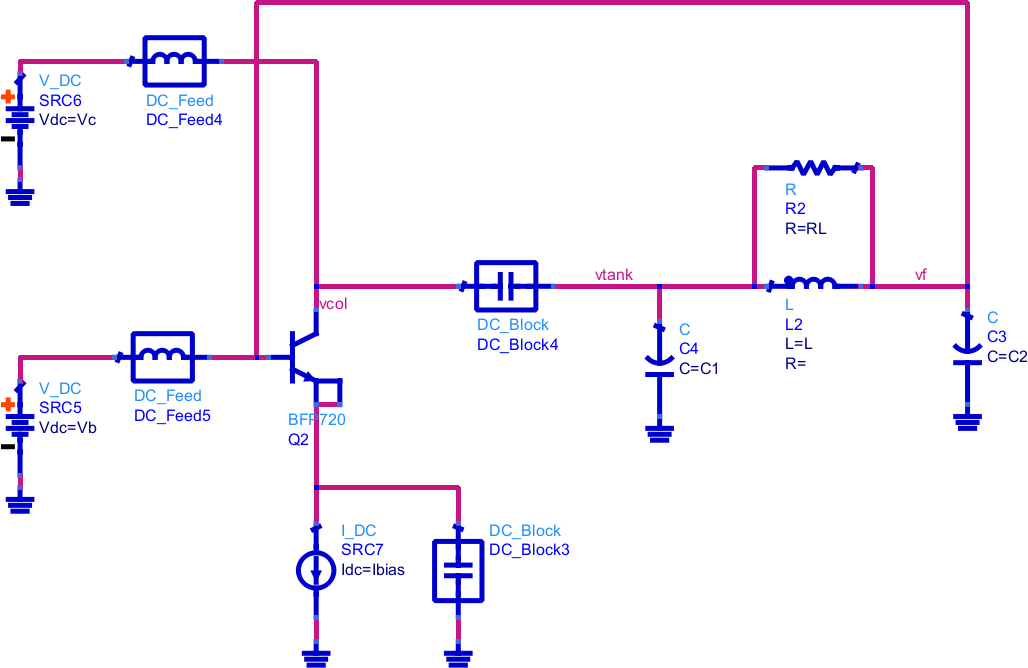 V_DC
SRC6
Vdc=Vc
DC_Feed
DC_Feed4
R
R2
R=RL
vtank
vf
vcol
DC_Block
DC_Block4
C
C4
C=C1
L
L2
L=L
R=
C
C3
C=C2
V_DC
SRC5
Vdc=Vb
DC_Feed
DC_Feed5
BFP720
Q2
I_DC
SRC7
Idc=Ibias
DC_Block
DC_Block3